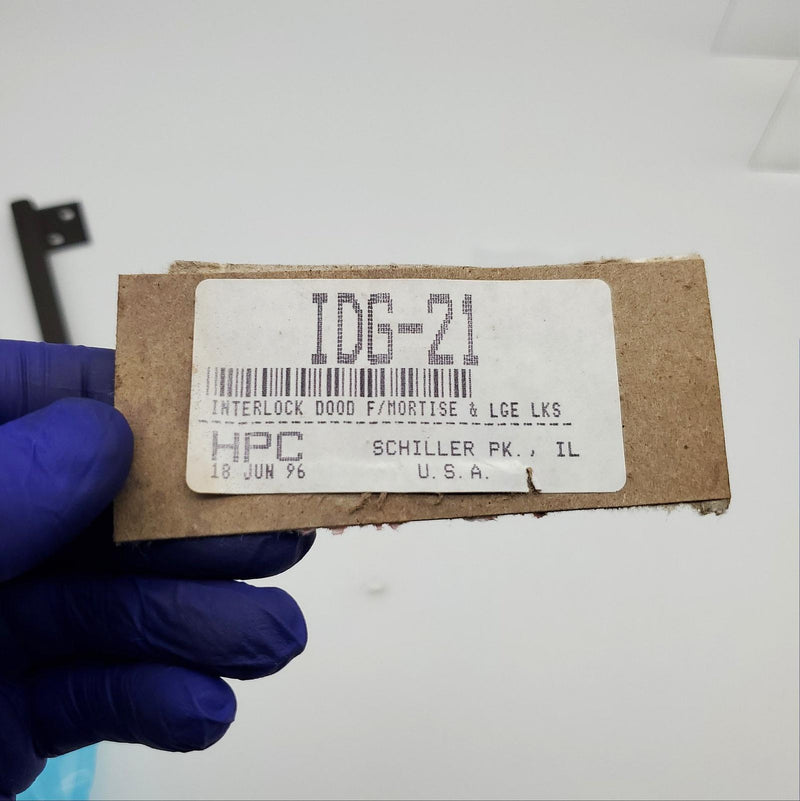 IDG-21
INTERLOCK DOOD F/MORTISE & LGE LKS
HPC SCHILLER PK., IL
18 JUN 96 U.S.A.